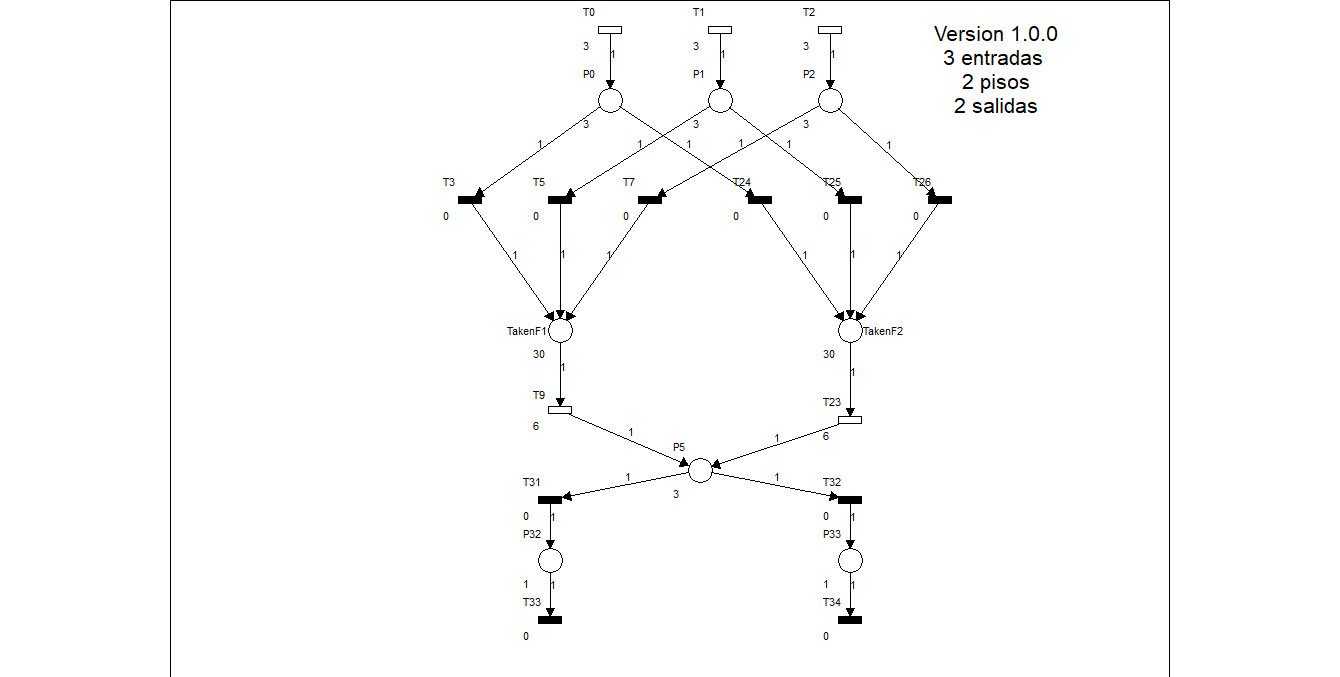 T0 T1 T2
Version 1.0.0
3 entradas
2 pisos
2 salidas
3 3 3
1 1 1
P0 P1 P2
3 3 3
1 1 1 1 1 1
T3 T5 T7 T24 T25 T26
0 0 0 0 0 0
1 1 1 1 1 1
TakenF1 TakenF2
30 30
1 1
T9 T23
6 6
1 1
P5
1 1
3
T31 T32
0 1 0 1
P32 P33
1 1 1 1
T33 T34
0 0